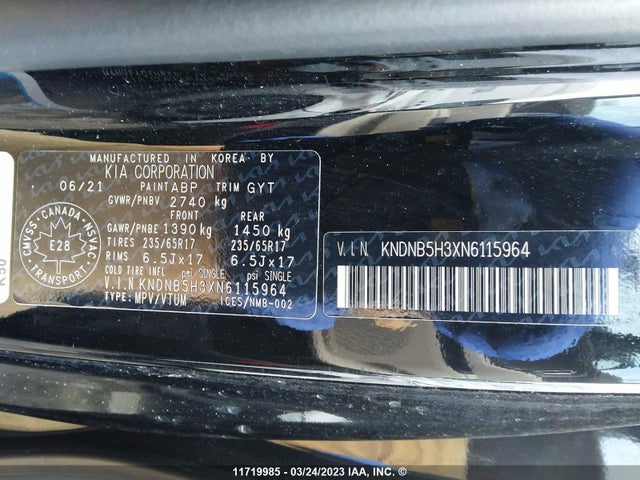 MANUFACTURED IN KOREA BY
KIA CORPORATION
06/21 PAINT ABP TRIM GYT
GVWR/PNBV 2740 kg
FRONT REAR
GAWR/PNBE 1390 kg 1450 kg
TIRES 235/65R17 235/65R17
RIMS 6.5Jx17 6.5Jx17
COLD TIRE INFL psi SINGLE psi SINGLE
V.I.N KNDNB5H3XN6115964
TYPE: MPV/VTUM ICES/NMB-002
CMVSS - CANADA - NSVAC
E28
TRANSPORT
V.I.N. KNDNB5H3XN6115964
K50
11719985 - 03/24/2023 IAA, Inc.